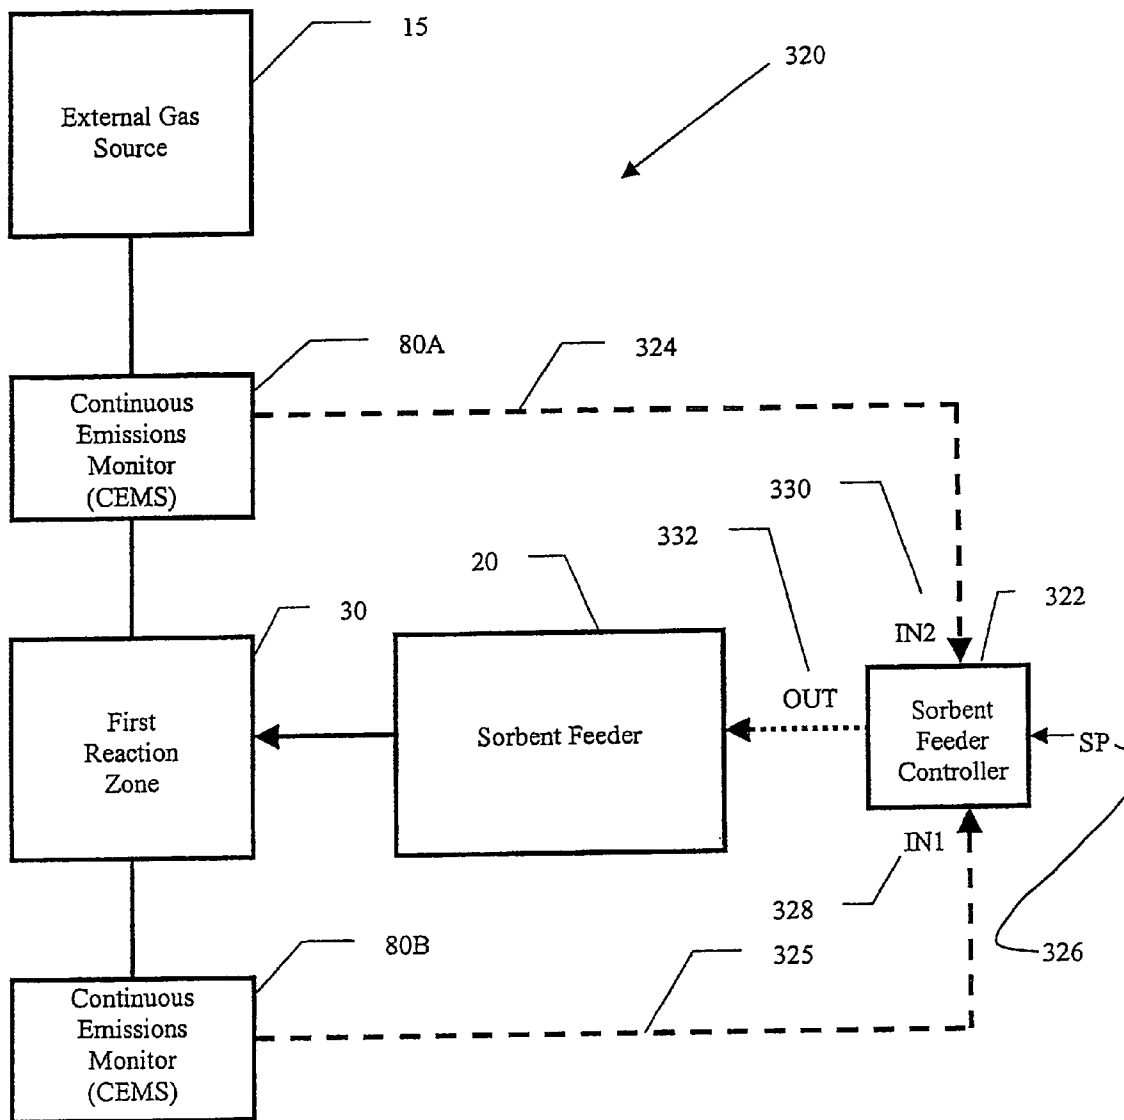 15
320
External Gas
Source
80A
324
Continuous
Emissions
Monitor
(CEMS)
330
332
20
30
322
IN2
OUT
First
Reaction
Zone
Sorbent Feeder
Sorbent
Feeder
Controller
SP
IN1
328
325
326
80B
Continuous
Emissions
Monitor
(CEMS)